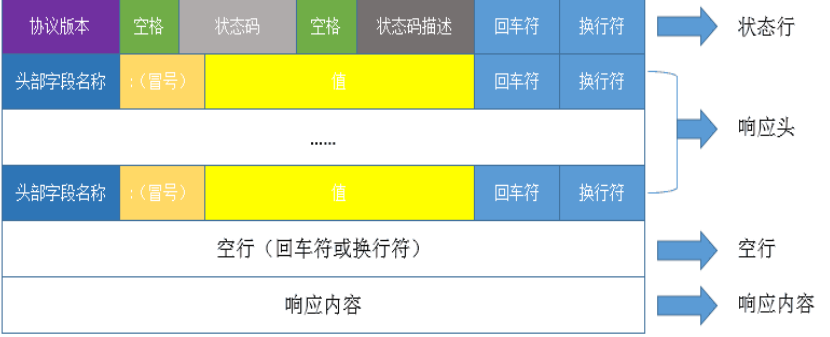 协议版本 空格 状态码 空格 状态码描述 回车符 换行符 状态行
头部字段名称 :（冒号） 值 回车符 换行符
...... 响应头
头部字段名称 :（冒号） 值 回车符 换行符
空行（回车符或换行符） 空行
响应内容 响应内容